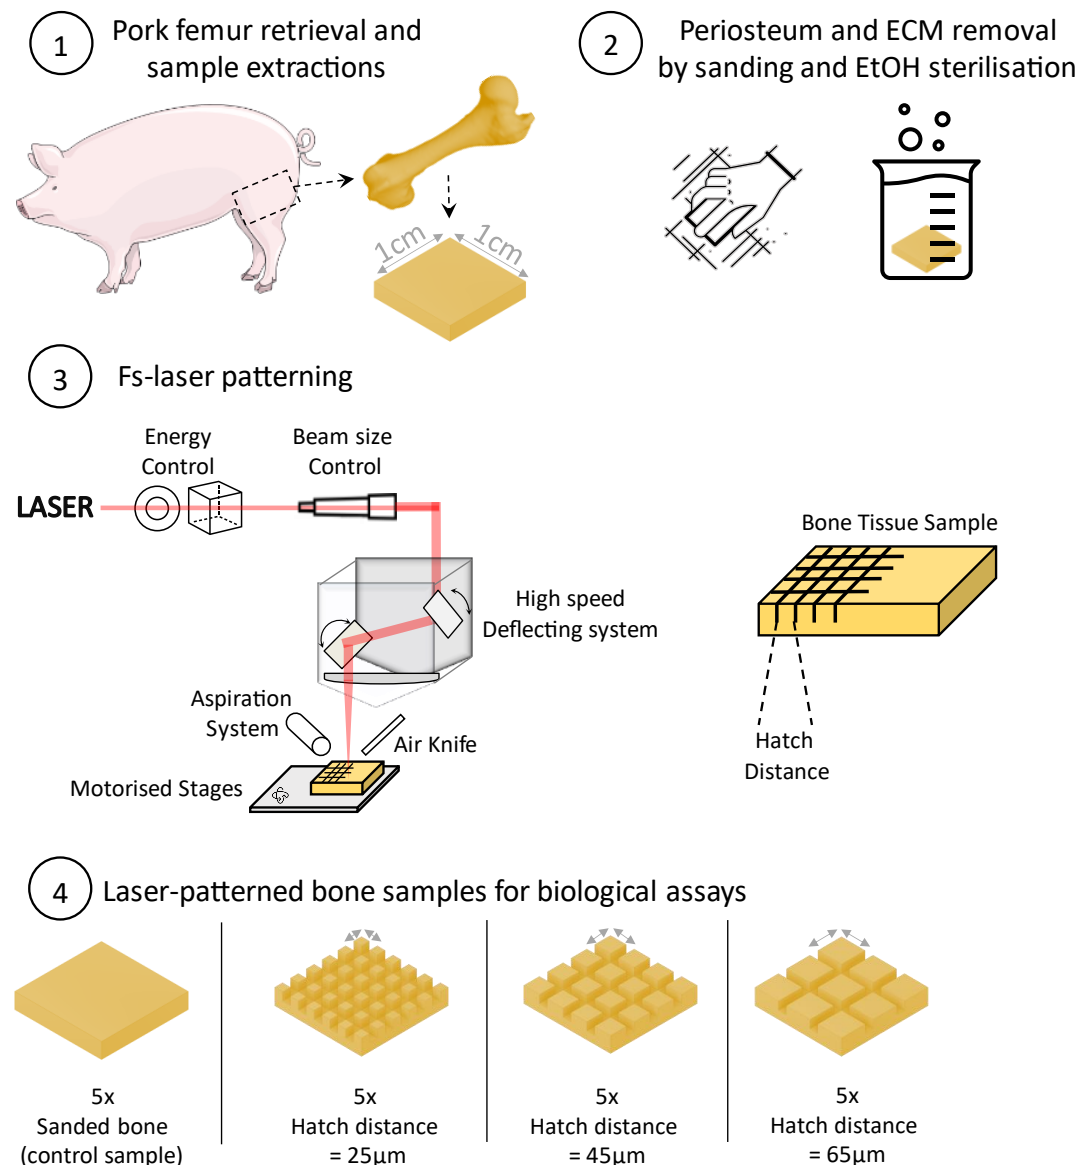 1
Pork femur retrieval and
sample extractions
1cm
1cm
2
Periosteum and ECM removal
by sanding and EtOH sterilisation
3
Fs-laser patterning
Energy
Control
Beam size
Control
LASER
High speed
Deflecting system
Aspiration
System
Air Knife
Motorised Stages
Bone Tissue Sample
Hatch
Distance
4
Laser-patterned bone samples for biological assays
5x
Sanded bone
(control sample)
5x
Hatch distance
= 25µm
5x
Hatch distance
= 45µm
5x
Hatch distance
= 65µm